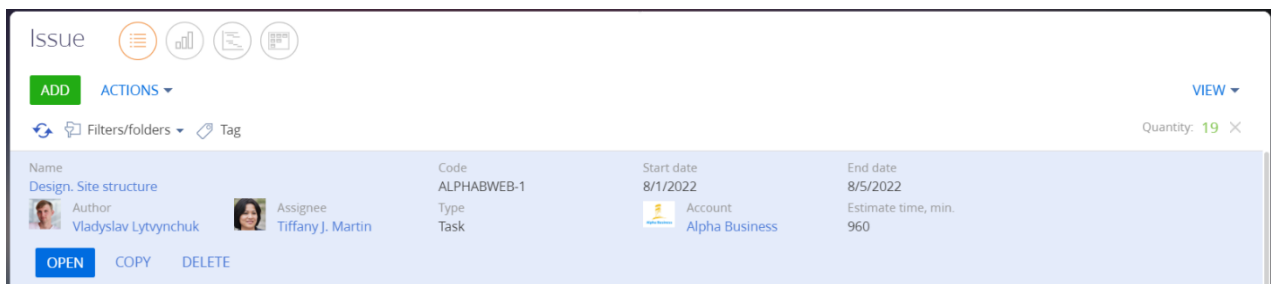 Issue
ADD ACTIONS VIEW
Filters/folders Tag Quantity: 19
Name Code Start date End date
Design. Site structure ALPHABWEB-1 8/1/2022 8/5/2022
Author Assignee Type Account Estimate time, min.
Vladyslav Lytvynchuk Tiffany J. Martin Task Alpha Business 960
OPEN COPY DELETE